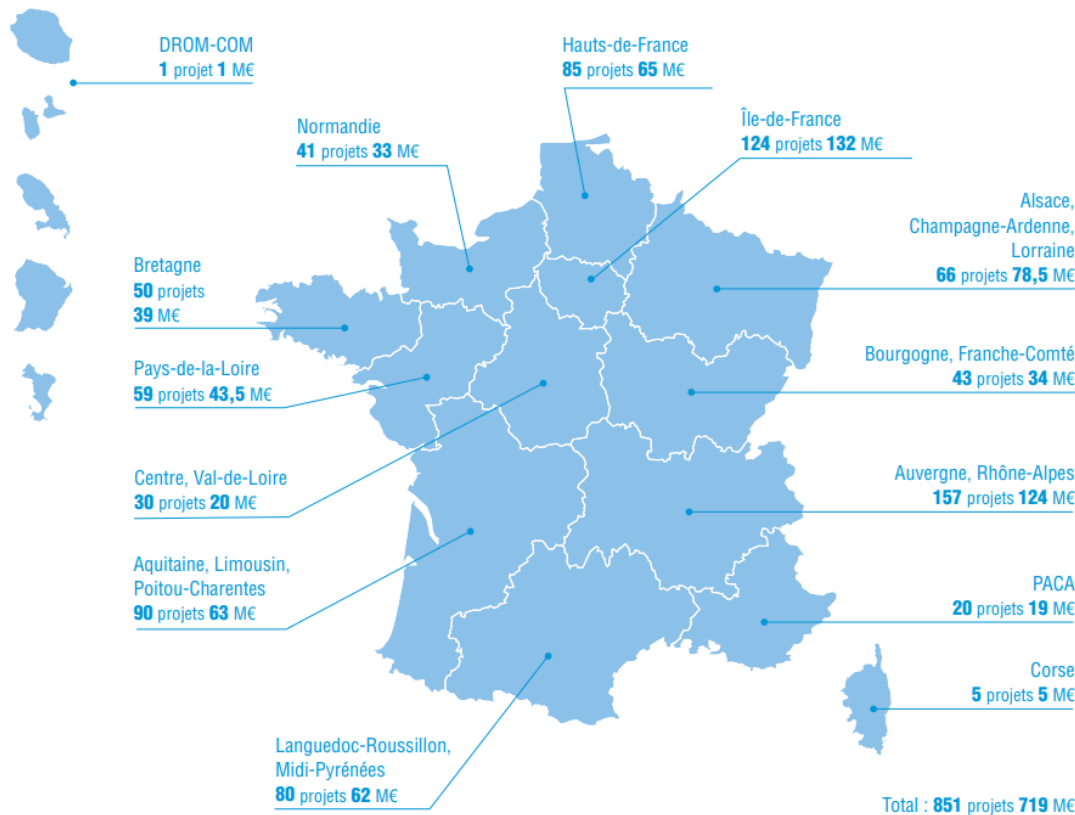 DROM-COM
1 projet 1 M€
Hauts-de-France
85 projets 65 M€
Normandie
41 projets 33 M€
Île-de-France
124 projets 132 M€
Alsace,
Champagne-Ardenne,
Lorraine
66 projets 78,5 M€
Bretagne
50 projets
39 M€
Bourgogne, Franche-Comté
43 projets 34 M€
Pays-de-la-Loire
59 projets 43,5 M€
Centre, Val-de-Loire
30 projets 20 M€
Auvergne, Rhône-Alpes
157 projets 124 M€
Aquitaine, Limousin,
Poitou-Charentes
90 projets 63 M€
PACA
20 projets 19 M€
Corse
5 projets 5 M€
Languedoc-Roussillon,
Midi-Pyrénées
80 projets 62 M€
Total : 851 projets 719 M€